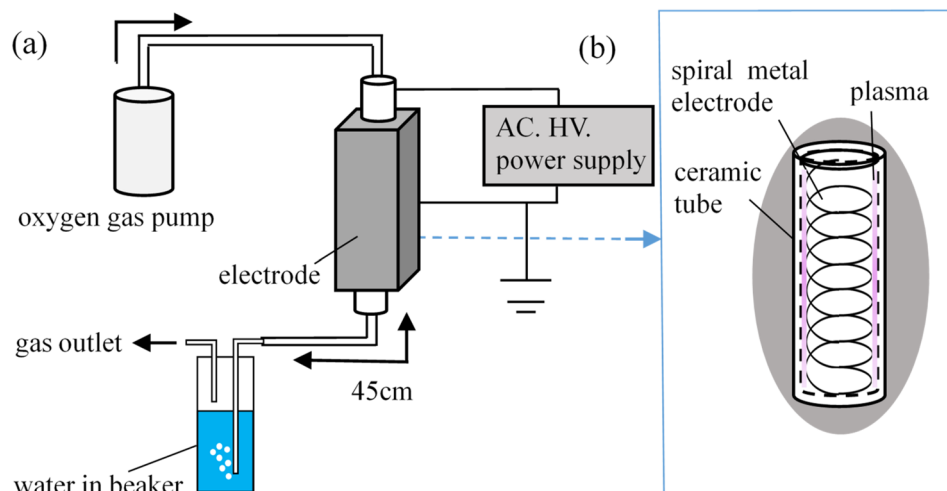 (a)
oxygen gas pump
AC. HV.
power supply
electrode
gas outlet
45cm
water in beaker
(b)
spiral metal
electrode
plasma
ceramic
tube